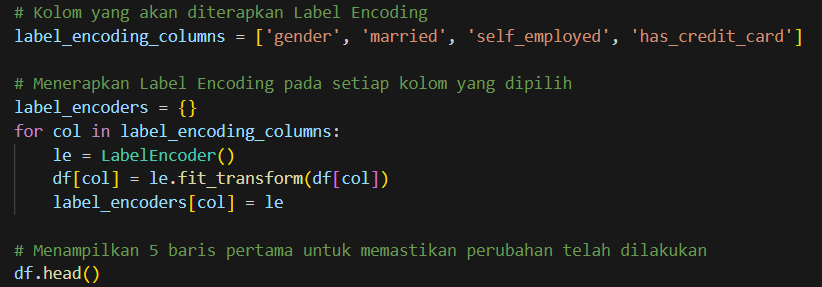 # Kolom yang akan diterapkan Label Encoding
label_encoding_columns = ['gender', 'married', 'self_employed', 'has_credit_card']
# Menerapkan Label Encoding pada setiap kolom yang dipilih
label_encoders = {}
for col in label_encoding_columns:
    le = LabelEncoder()
    df[col] = le.fit_transform(df[col])
    label_encoders[col] = le
# Menampilkan 5 baris pertama untuk memastikan perubahan telah dilakukan
df.head()